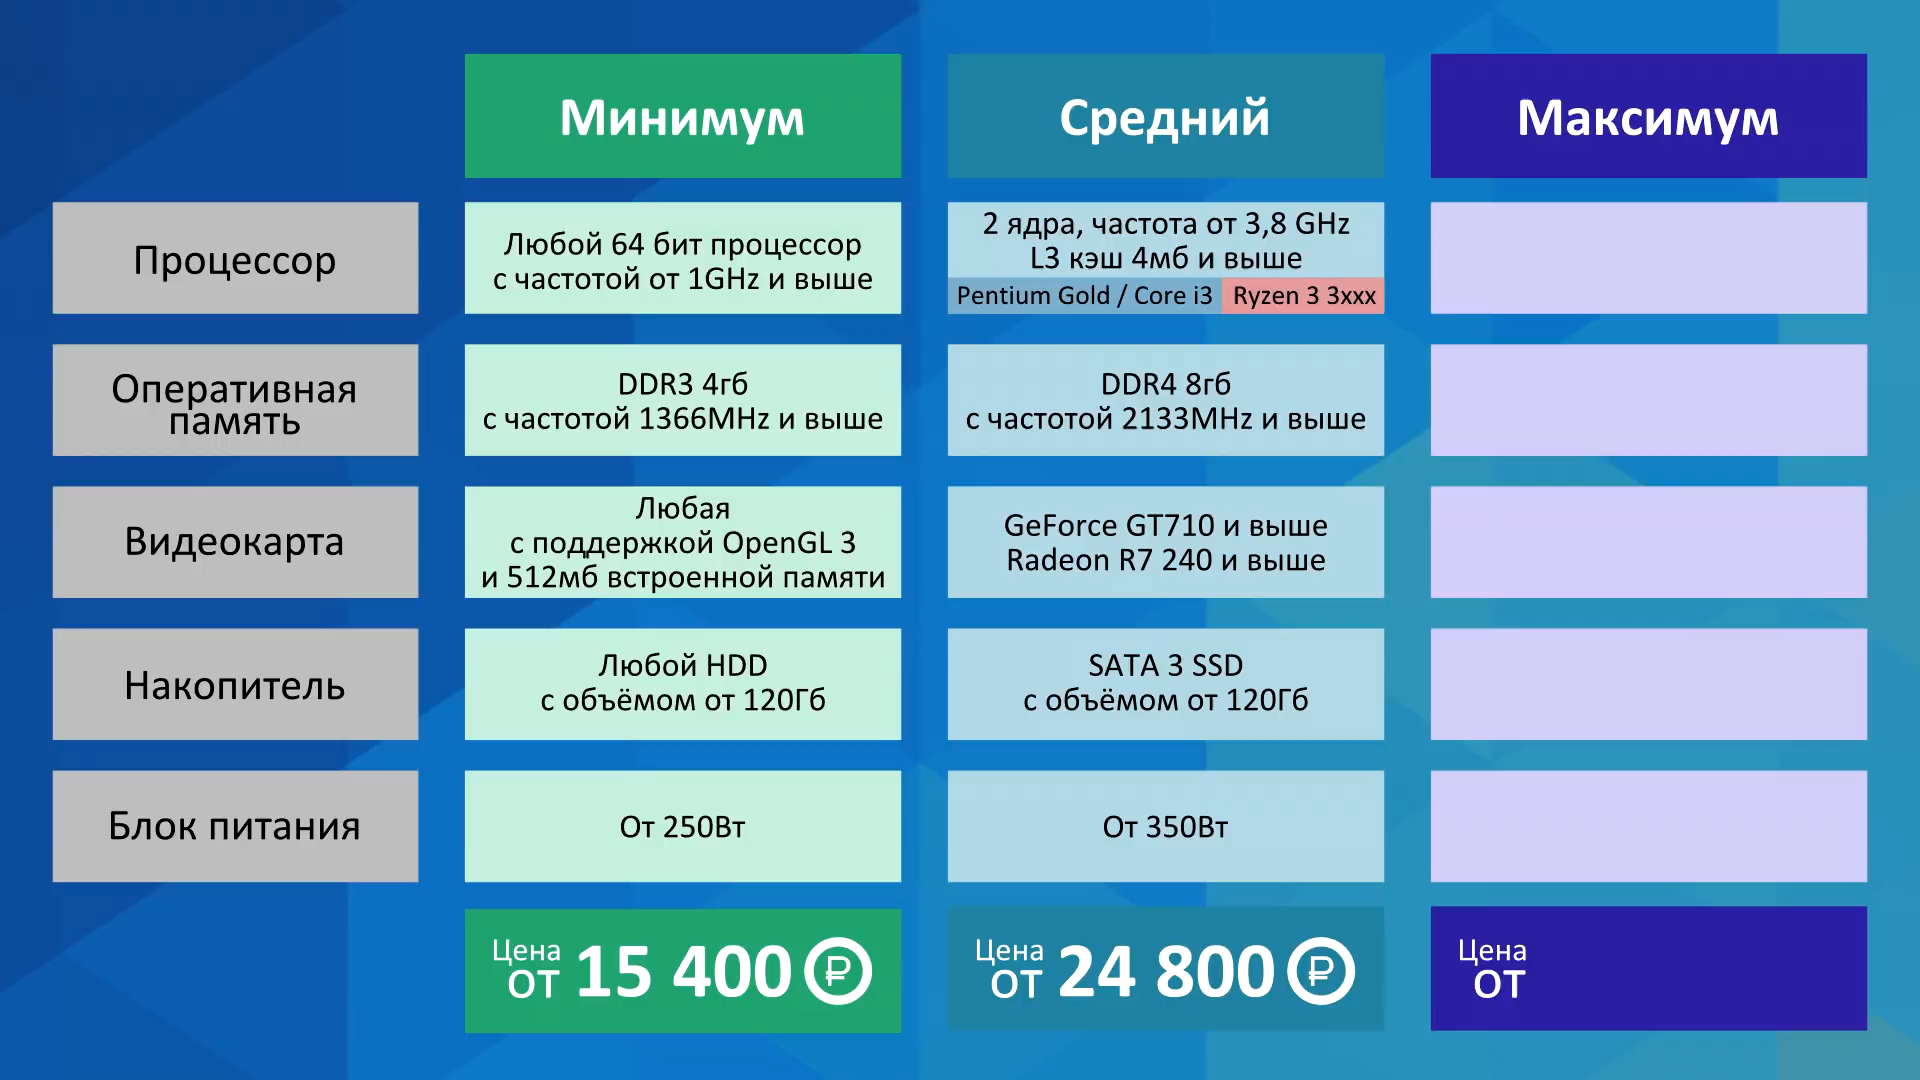 Минимум
Средний
Максимум
Процессор
Любой 64 бит процессор
с частотой от 1GHz и выше
2 ядра, частота от 3,8 GHz
L3 кэш 4мб и выше
Pentium Gold / Core i3
Ryzen 3 3xxx
Оперативная
память
DDR3 4гб
с частотой 1366MHz и выше
DDR4 8гб
с частотой 2133MHz и выше
Видеокарта
Любая
с поддержкой OpenGL 3
и 512мб встроенной памяти
GeForce GT710 и выше
Radeon R7 240 и выше
Накопитель
Любой HDD
с объёмом от 120Гб
SATA 3 SSD
с объёмом от 120Гб
Блок питания
От 250Вт
От 350Вт
Цена
от 15 400 ₽
Цена
от 24 800 ₽
Цена
от